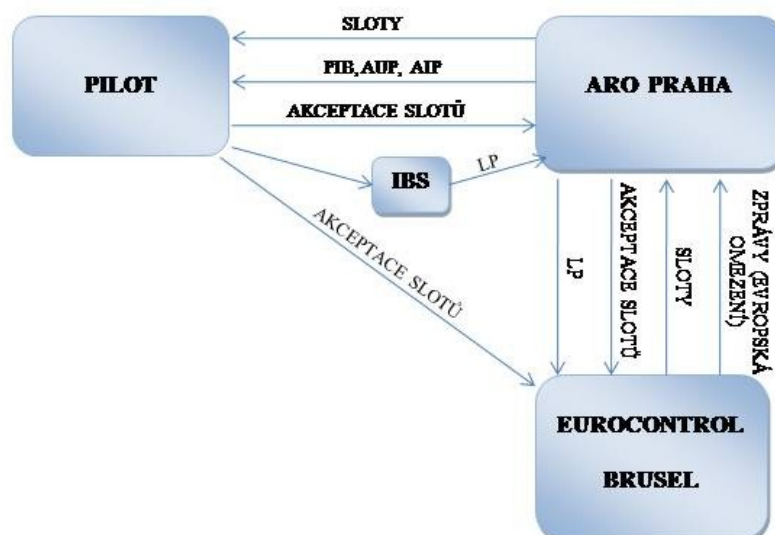 SLOTY
PIB, AUP, AIP
PILOT
ARO PRAHA
AKCEPTACE SLOTŮ
IBS
LP
AKCEPTACE SLOTŮ
LP
AKCEPTACE SLOTŮ
SLOTY
ZPRÁVY (EVROPSKÁ
OMEZENÍ)
EUROCONTROL
BRUSEL